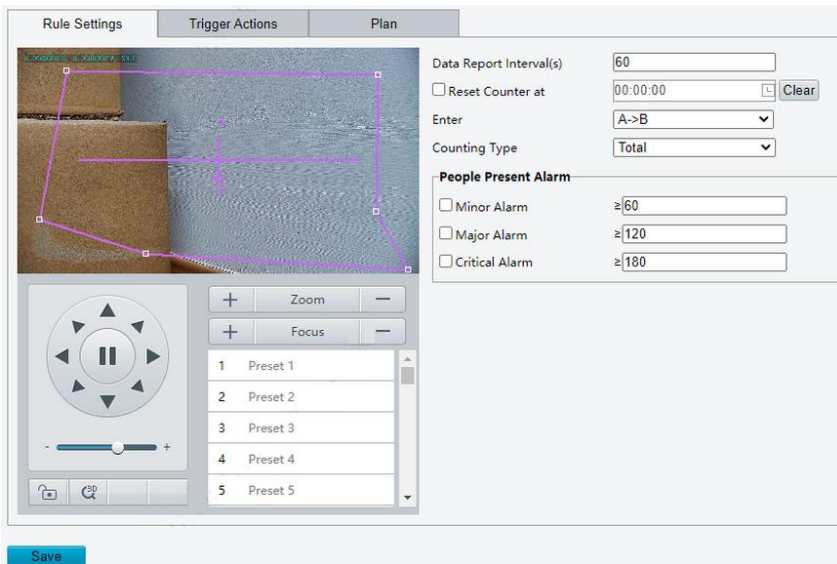 Rule Settings
Trigger Actions
Plan
Data Report Interval(s) 60
Reset Counter at 00:00:00 Clear
Enter A->B
Counting Type Total
People Present Alarm
Minor Alarm ≥60
Major Alarm ≥120
Critical Alarm ≥180
+ Zoom −
+ Focus −
1 Preset 1
2 Preset 2
3 Preset 3
4 Preset 4
5 Preset 5
- +
3D
Save